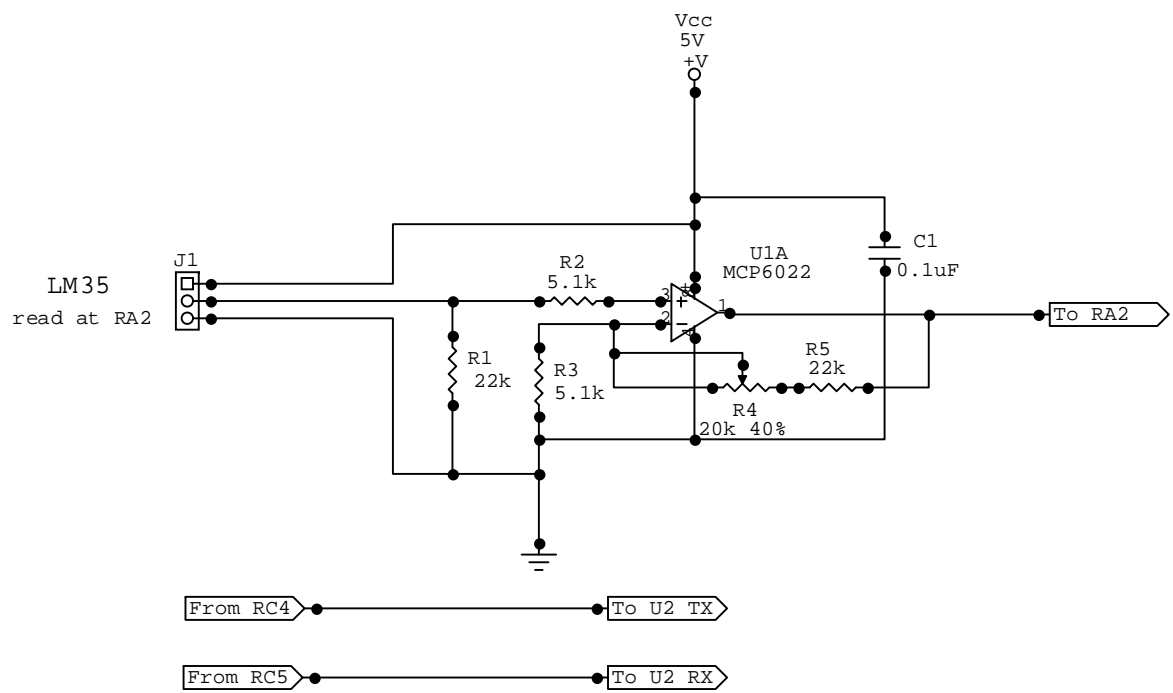 Vcc
5V
+V
J1
LM35
read at RA2
R2
5.1k
U1A
MCP6022
C1
0.1uF
3
2
1
8
4
+
-
R1
22k
R3
5.1k
R5
22k
R4
20k 40%
To RA2
From RC4
To U2 TX
From RC5
To U2 RX